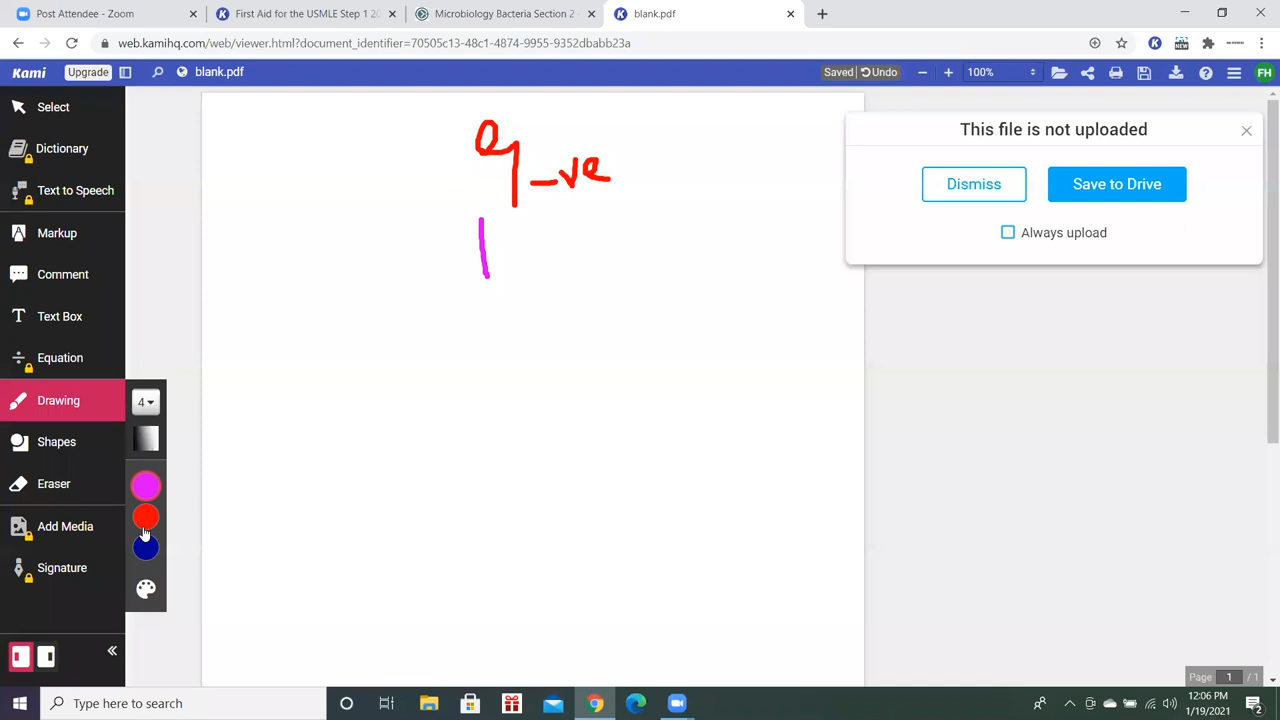 Post Attendee - Zoom
First Aid for the USMLE Step 1 20
Microbiology Bacteria Section 2 -
blank.pdf
web.kamihq.com/web/viewer.html?document_identifier=70505c13-48c1-4874-9955-9352dbabb23a
NEW
Kami
Upgrade
blank.pdf
Saved
Undo
100%
FH
Select
Dictionary
Text to Speech
Markup
Comment
Text Box
Equation
Drawing
Shapes
Eraser
Add Media
Signature
4
-ve
This file is not uploaded
Dismiss
Save to Drive
Always upload
Page 1 / 1
Type here to search
12:06 PM
1/19/2021
2